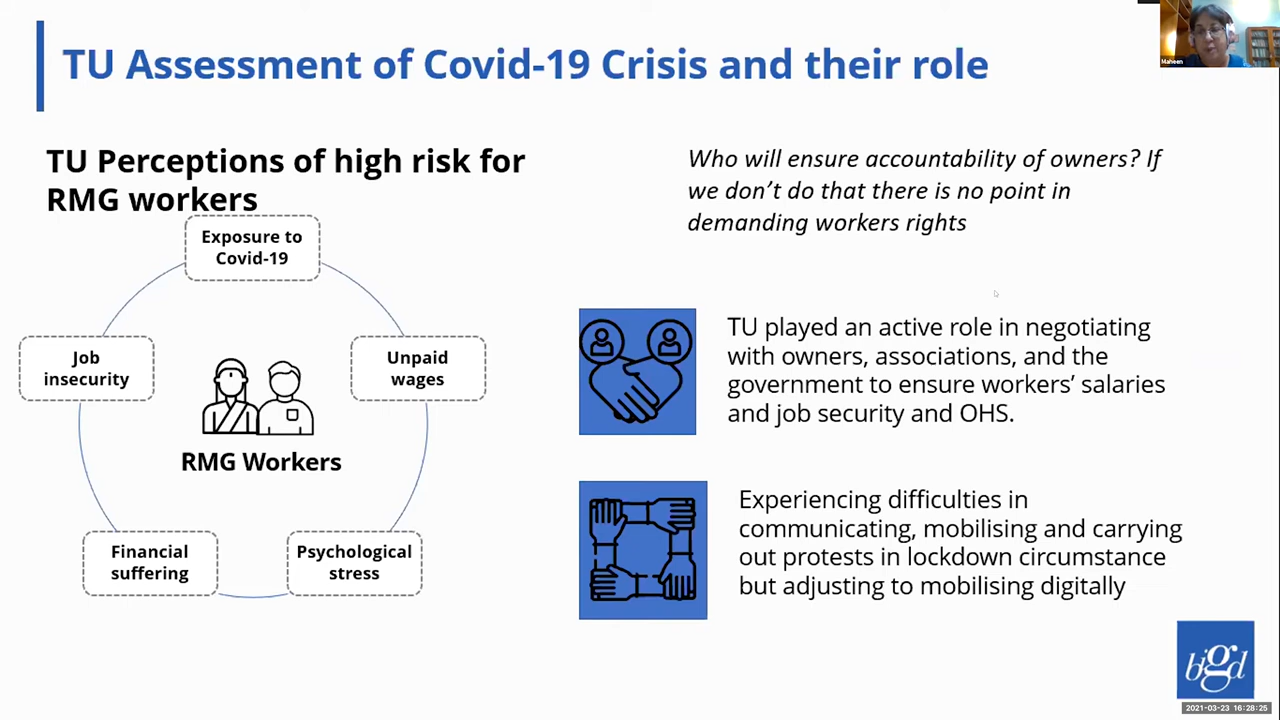 TU Assessment of Covid-19 Crisis and their role
Maheen
TU Perceptions of high risk for
RMG workers
Exposure to
Covid-19
Job
insecurity
Unpaid
wages
RMG Workers
Financial
suffering
Psychological
stress
Who will ensure accountability of owners? If
we don’t do that there is no point in
demanding workers rights
TU played an active role in negotiating
with owners, associations, and the
government to ensure workers’ salaries
and job security and OHS.
Experiencing difficulties in
communicating, mobilising and carrying
out protests in lockdown circumstance
but adjusting to mobilising digitally
bigd
2021-03-23 16:28:25